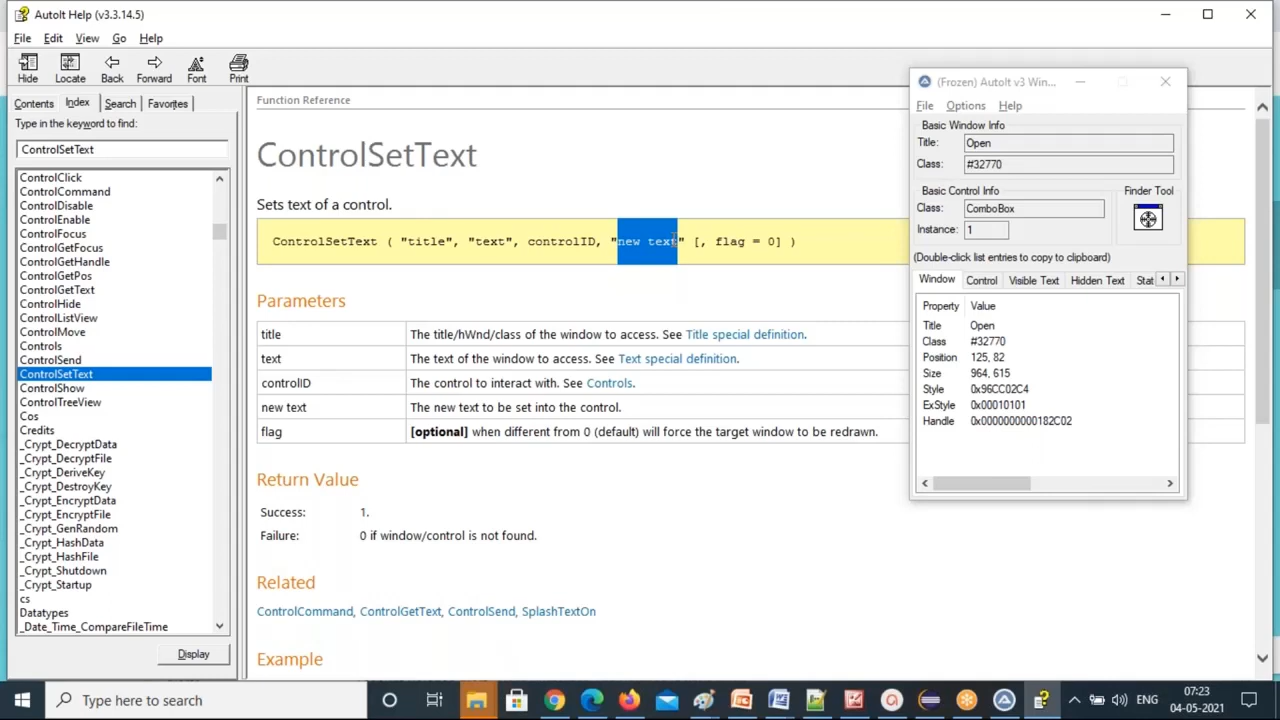 AutoIt Help (v3.3.14.5)
File Edit View Go Help
Hide Locate Back Forward Font Print
Contents Index Search Favorites
Type in the keyword to find:
ControlSetText
ControlClick
ControlCommand
ControlDisable
ControlEnable
ControlFocus
ControlGetFocus
ControlGetHandle
ControlGetPos
ControlGetText
ControlHide
ControlListView
ControlMove
Controls
ControlSend
ControlSetText
ControlShow
ControlTreeView
Cos
Credits
_Crypt_DecryptData
_Crypt_DecryptFile
_Crypt_DeriveKey
_Crypt_DestroyKey
_Crypt_EncryptData
_Crypt_EncryptFile
_Crypt_GenRandom
_Crypt_HashData
_Crypt_HashFile
_Crypt_Shutdown
_Crypt_Startup
cs
Datatypes
_Date_Time_CompareFileTime
Display
Function Reference
ControlSetText
Sets text of a control.
ControlSetText ( "title", "text", controlID, "new text" [, flag = 0] )
Parameters
title The title/hWnd/class of the window to access. See Title special definition.
text The text of the window to access. See Text special definition.
controlID The control to interact with. See Controls.
new text The new text to be set into the control.
flag [optional] when different from 0 (default) will force the target window to be redrawn.
Return Value
Success: 1.
Failure: 0 if window/control is not found.
Related
ControlCommand, ControlGetText, ControlSend, SplashTextOn
Example
(Frozen) AutoIt v3 Win...
File Options Help
Basic Window Info
Title: Open
Class: #32770
Basic Control Info
Class: ComboBox
Instance: 1
Finder Tool
(Double-click list entries to copy to clipboard)
Window Control Visible Text Hidden Text Stat
Property Value
Title Open
Class #32770
Position 125, 82
Size 964, 615
Style 0x96CC02C4
ExStyle 0x00010101
Handle 0x0000000000182C02
Type here to search
ENG
07:23
04-05-2021